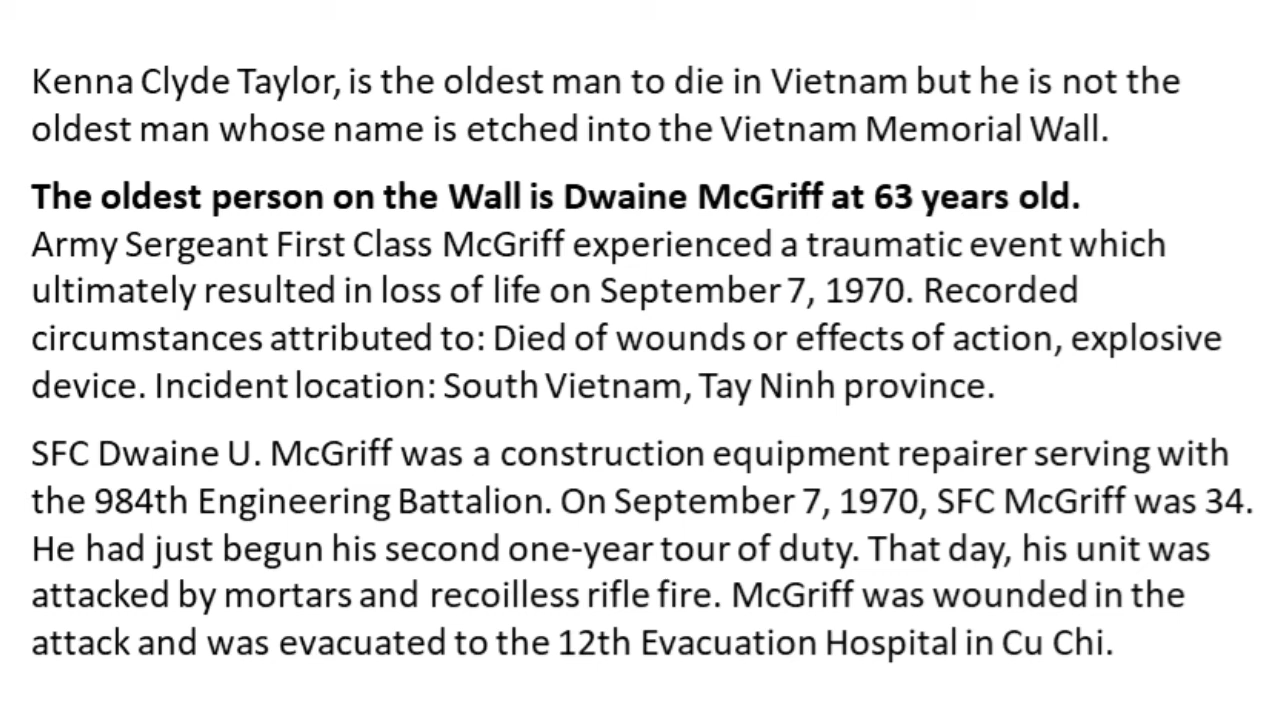 Kenna Clyde Taylor, is the oldest man to die in Vietnam but he is not the
oldest man whose name is etched into the Vietnam Memorial Wall.
The oldest person on the Wall is Dwaine McGriff at 63 years old.
Army Sergeant First Class McGriff experienced a traumatic event which
ultimately resulted in loss of life on September 7, 1970. Recorded
circumstances attributed to: Died of wounds or effects of action, explosive
device. Incident location: South Vietnam, Tay Ninh province.
SFC Dwaine U. McGriff was a construction equipment repairer serving with
the 984th Engineering Battalion. On September 7, 1970, SFC McGriff was 34.
He had just begun his second one-year tour of duty. That day, his unit was
attacked by mortars and recoilless rifle fire. McGriff was wounded in the
attack and was evacuated to the 12th Evacuation Hospital in Cu Chi.